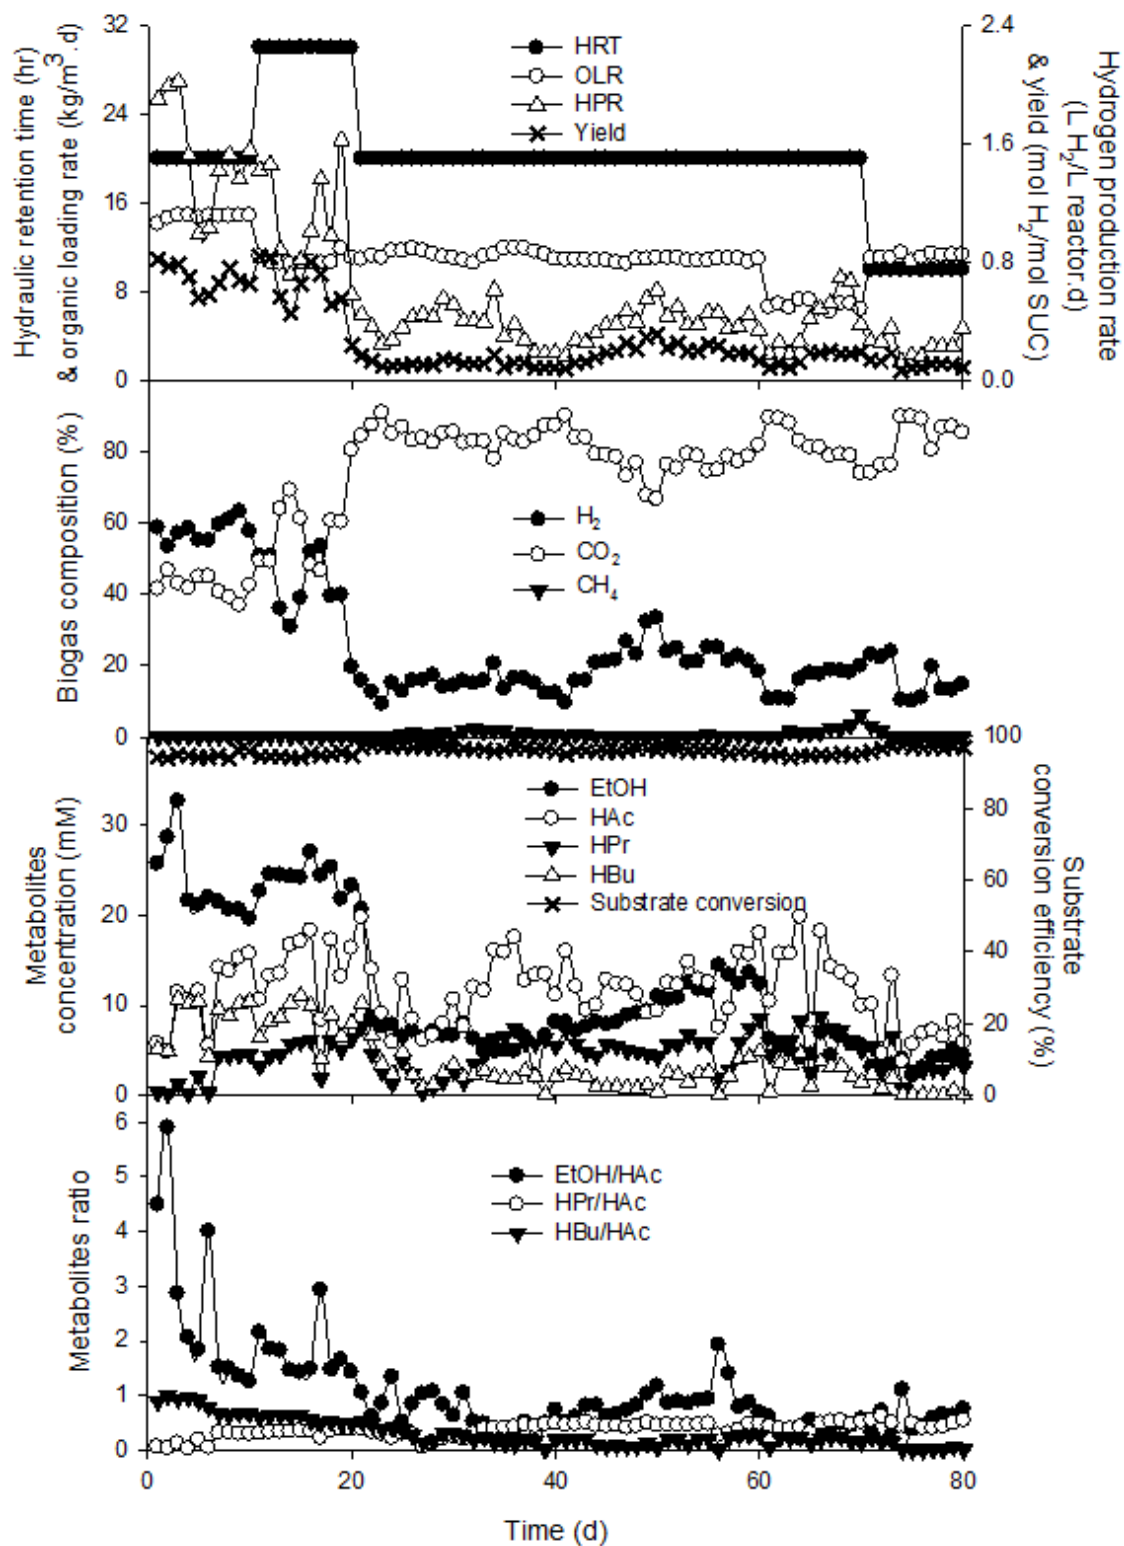 Hydraulic retention time (hr)
& organic loading rate (kg/m³.d)
32
24
16
8
0
HRT
OLR
HPR
Yield
2.4
1.6
0.8
0.0
Hydrogen production rate
(L H₂/L reactor.d)
& yield (mol H₂/mol SUC)
Biogas composition (%)
80
60
40
20
0
H₂
CO₂
CH₄
Metabolites
concentration (mM)
30
20
10
0
EtOH
HAc
HPr
HBu
Substrate conversion
100
80
60
40
20
0
Substrate
conversion efficiency (%)
Metabolites ratio
6
5
4
3
2
1
0
EtOH/HAc
HPr/HAc
HBu/HAc
0
20
40
60
80
Time (d)